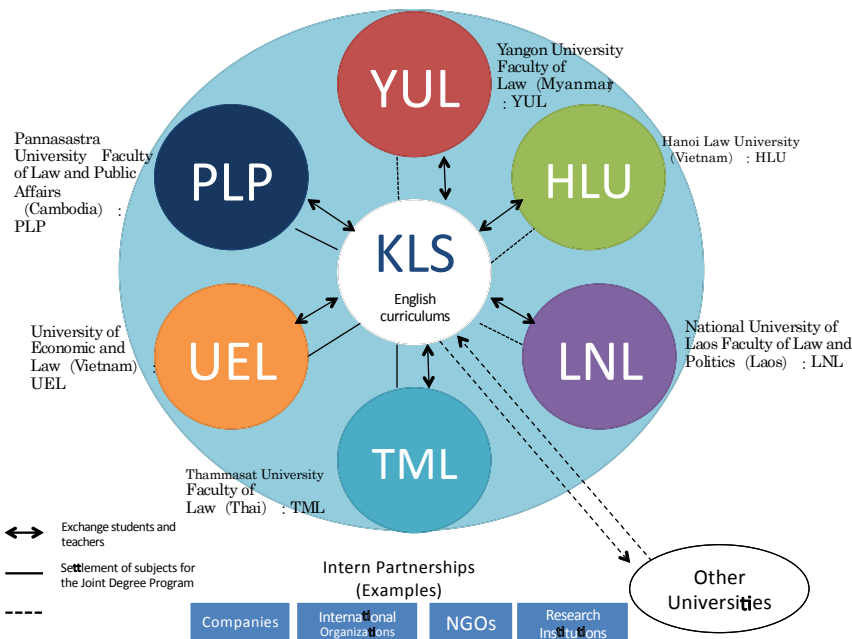 YUL
Yangon University
Faculty of
Law (Myanmar)
: YUL
Pannasastra
University Faculty
of Law and Public
Affairs
(Cambodia) :
PLP
PLP
HLU
Hanoi Law University
(Vietnam) : HLU
KLS
English
curriculums
University of
Economic and
Law (Vietnam) :
UEL
UEL
LNL
National University of
Laos Faculty of Law and
Politics (Laos) : LNL
TML
Thammasat University
Faculty of
Law (Thai) : TML
Exchange students and
teachers
Settlement of subjects for
the Joint Degree Program
Intern Partnerships
(Examples)
Companies
International
Organizations
NGOs
Research
Institutions
Other
Universities